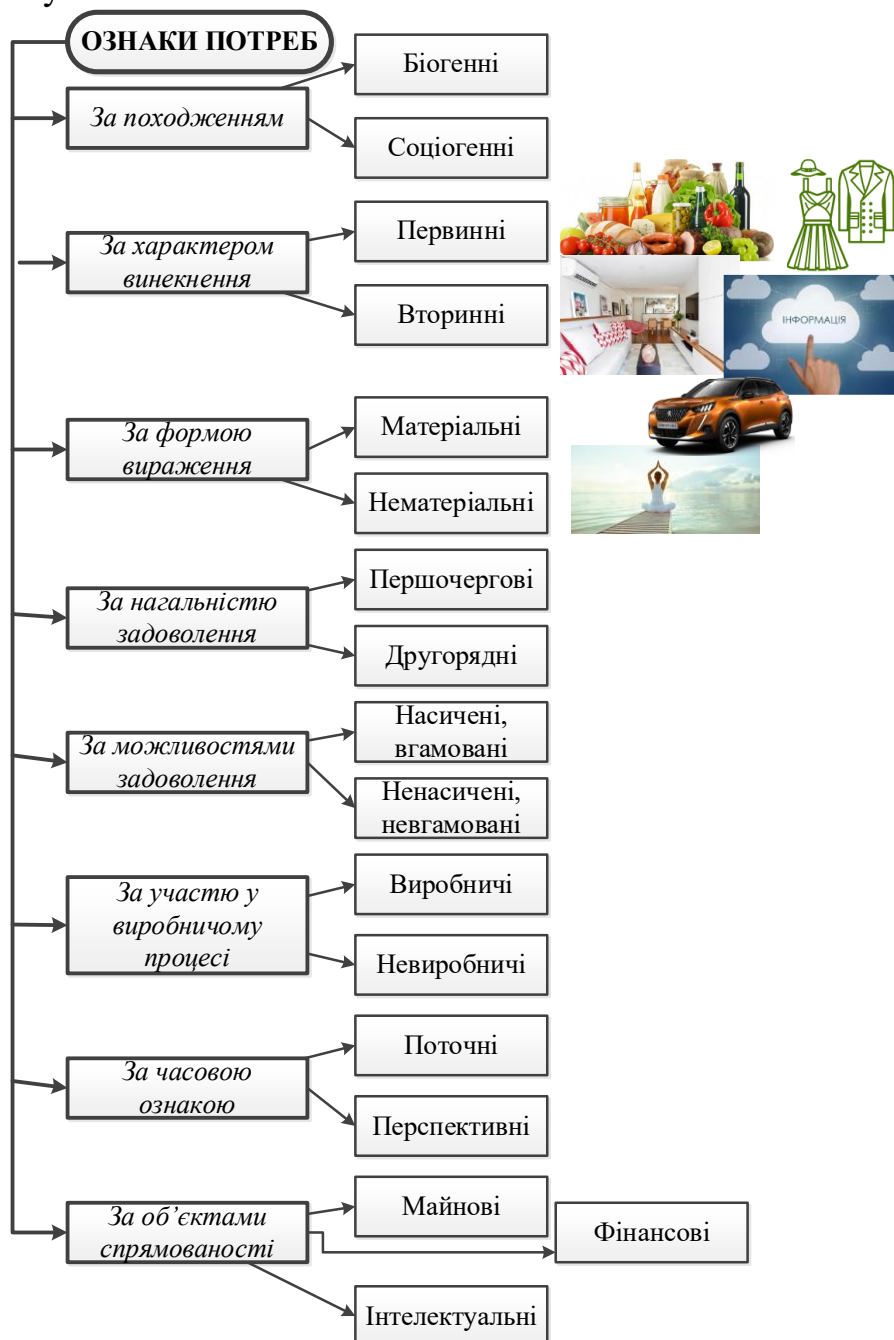 у
ОЗНАКИ ПОТРЕБ
За походженням
Біогенні
Соціогенні
За характером
винекнення
Первинні
Вторинні
ІНФОРМАЦІЯ
За формою
вираження
Матеріальні
Нематеріальні
За нагальністю
задоволення
Першочергові
Другорядні
За можливостями
задоволення
Насичені,
вгамовані
Ненасичені,
невгамовані
За участю у
виробничому
процесі
Виробничі
Невиробничі
За часовою
ознакою
Поточні
Перспективні
За об’єктами
спрямованості
Майнові
Фінансові
Інтелектуальні